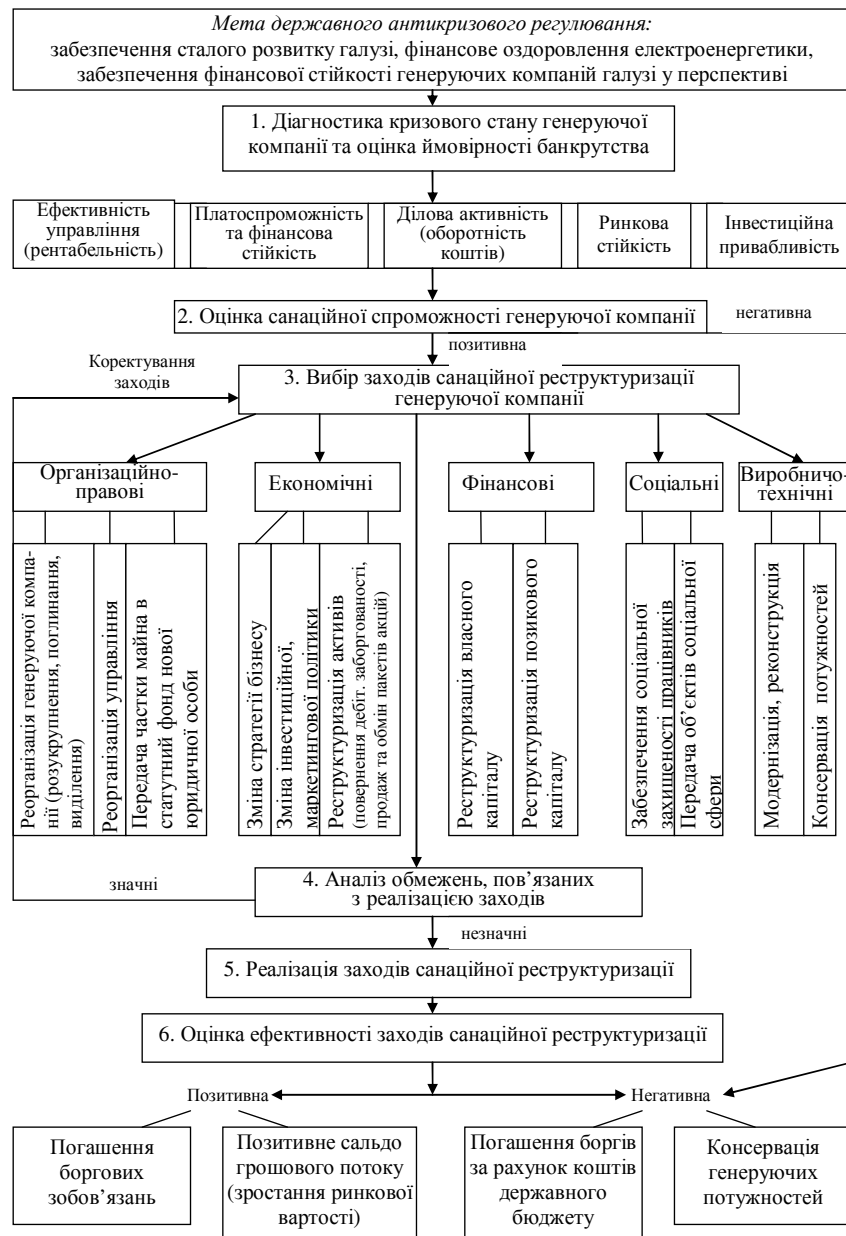 Мета державного антикризового регулювання:
забезпечення сталого розвитку галузі, фінансове оздоровлення електроенергетики,
забезпечення фінансової стійкості генеруючих компаній галузі у перспективі
1. Діагностика кризового стану генеруючої
компанії та оцінка ймовірності банкрутства
Ефективність
управління
(рентабельність)
Платоспроможність
та фінансова
стійкість
Ділова активність
(оборотність
коштів)
Ринкова
стійкість
Інвестиційна
привабливість
2. Оцінка санаційної спроможності генеруючої компанії
негативна
позитивна
Коректування
заходів
3. Вибір заходів санаційної реструктуризації
генеруючої компанії
Організаційно-
правові
Економічні
Фінансові
Соціальні
Виробничо-
технічні
Реорганізація генеруючої компа-
нії (розукрупнення, поглинання,
виділення)
Реорганізація управління
Передача частки майна в
статутний фонд нової
юридичної особи
Зміна стратегії бізнесу
Зміна інвестиційної,
маркетингової політики
Реструктуризація активів
(повернення дебіт. заборгованості,
продаж та обмін пакетів акцій)
Реструктуризація власного
капіталу
Реструктуризація позикового
капіталу
Забезпечення соціальної
захищеності працівників
Передача об’єктів соціальної
сфери
Модернізація, реконструкція
Консервація потужностей
значні
4. Аналіз обмежень, пов’язаних
з реалізацією заходів
незначні
5. Реалізація заходів санаційної реструктуризації
6. Оцінка ефективності заходів санаційної реструктуризації
Позитивна
Негативна
Погашення
боргових
зобов’язань
Позитивне сальдо
грошового потоку
(зростання ринкової
вартості)
Погашення боргів
за рахунок коштів
державного
бюджету
Консервація
генеруючих
потужностей